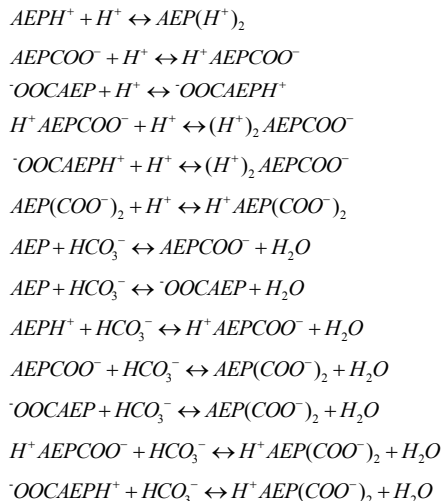 AEPH⁺ + H⁺ ↔ AEP(H⁺)₂
AEPCOO⁻ + H⁺ ↔ H⁺AEPCOO⁻
⁻OOCAEP + H⁺ ↔ ⁻OOCAEPH⁺
H⁺AEPCOO⁻ + H⁺ ↔ (H⁺)₂AEPCOO⁻
⁻OOCAEPH⁺ + H⁺ ↔ (H⁺)₂AEPCOO⁻
AEP(COO⁻)₂ + H⁺ ↔ H⁺AEP(COO⁻)₂
AEP + HCO₃⁻ ↔ AEPCOO⁻ + H₂O
AEP + HCO₃⁻ ↔ ⁻OOCAEP + H₂O
AEPH⁺ + HCO₃⁻ ↔ H⁺AEPCOO⁻ + H₂O
AEPCOO⁻ + HCO₃⁻ ↔ AEP(COO⁻)₂ + H₂O
⁻OOCAEP + HCO₃⁻ ↔ AEP(COO⁻)₂ + H₂O
H⁺AEPCOO⁻ + HCO₃⁻ ↔ H⁺AEP(COO⁻)₂ + H₂O
⁻OOCAEPH⁺ + HCO₃⁻ ↔ H⁺AEP(COO⁻)₂ + H₂O